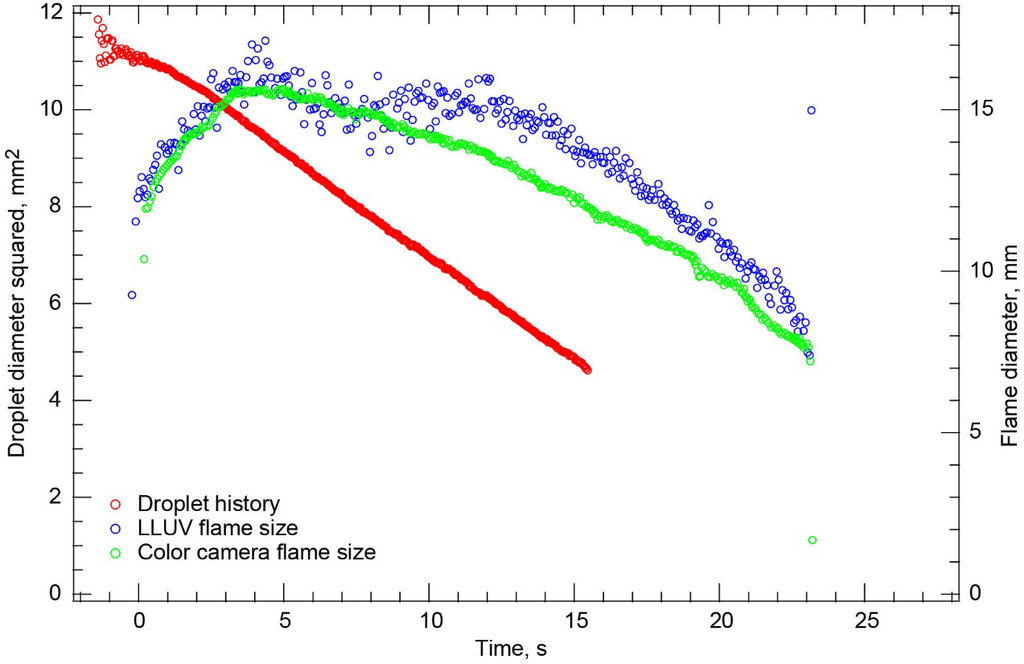 12
10
8
6
4
2
0
Droplet diameter squared, mm2
15
10
5
0
Flame diameter, mm
Droplet history
LLUV flame size
Color camera flame size
0 5 10 15 20 25
Time, s